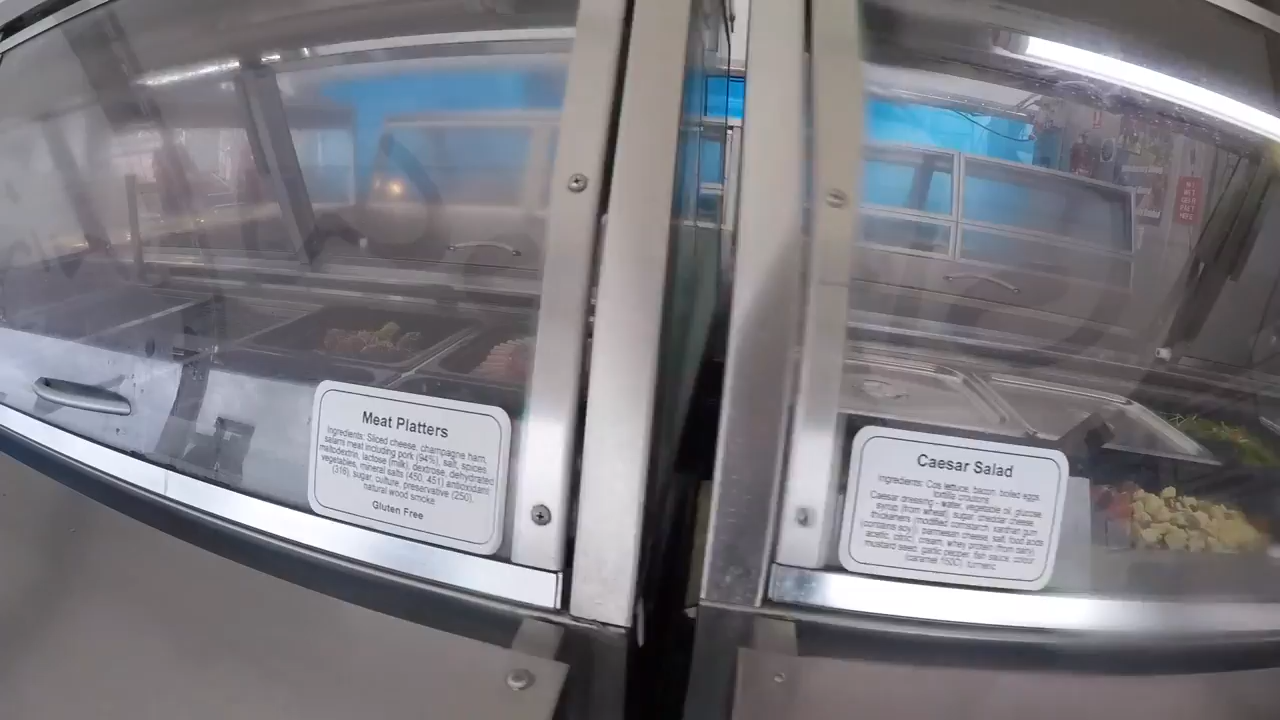 Meat Platters
Ingredients: Sliced cheese, champagne ham,
salami meat including pork (94%), salt, spices,
maltodextrin, lactose (milk), dextrose, dehydrated
vegetables, mineral salts (450, 451) antioxidant
(316), sugar, culture, preservative (250),
natural wood smoke
Gluten Free
Caesar Salad
Ingredients: Cos lettuce, bacon, boiled eggs,
tortilla croutons
Caesar dressing - water, vegetable oil, glucose
syrup (from wheat), sugar, cheddar cheese,
thickeners (modified cornstarch, xanthan gum
(contains soy)), parmesan cheese, salt, food acids
acetic, citric), cream, whey protein (from dairy),
mustard seed, garlic, pepper, fish sauce, colour
(caramel 150C), turmeric